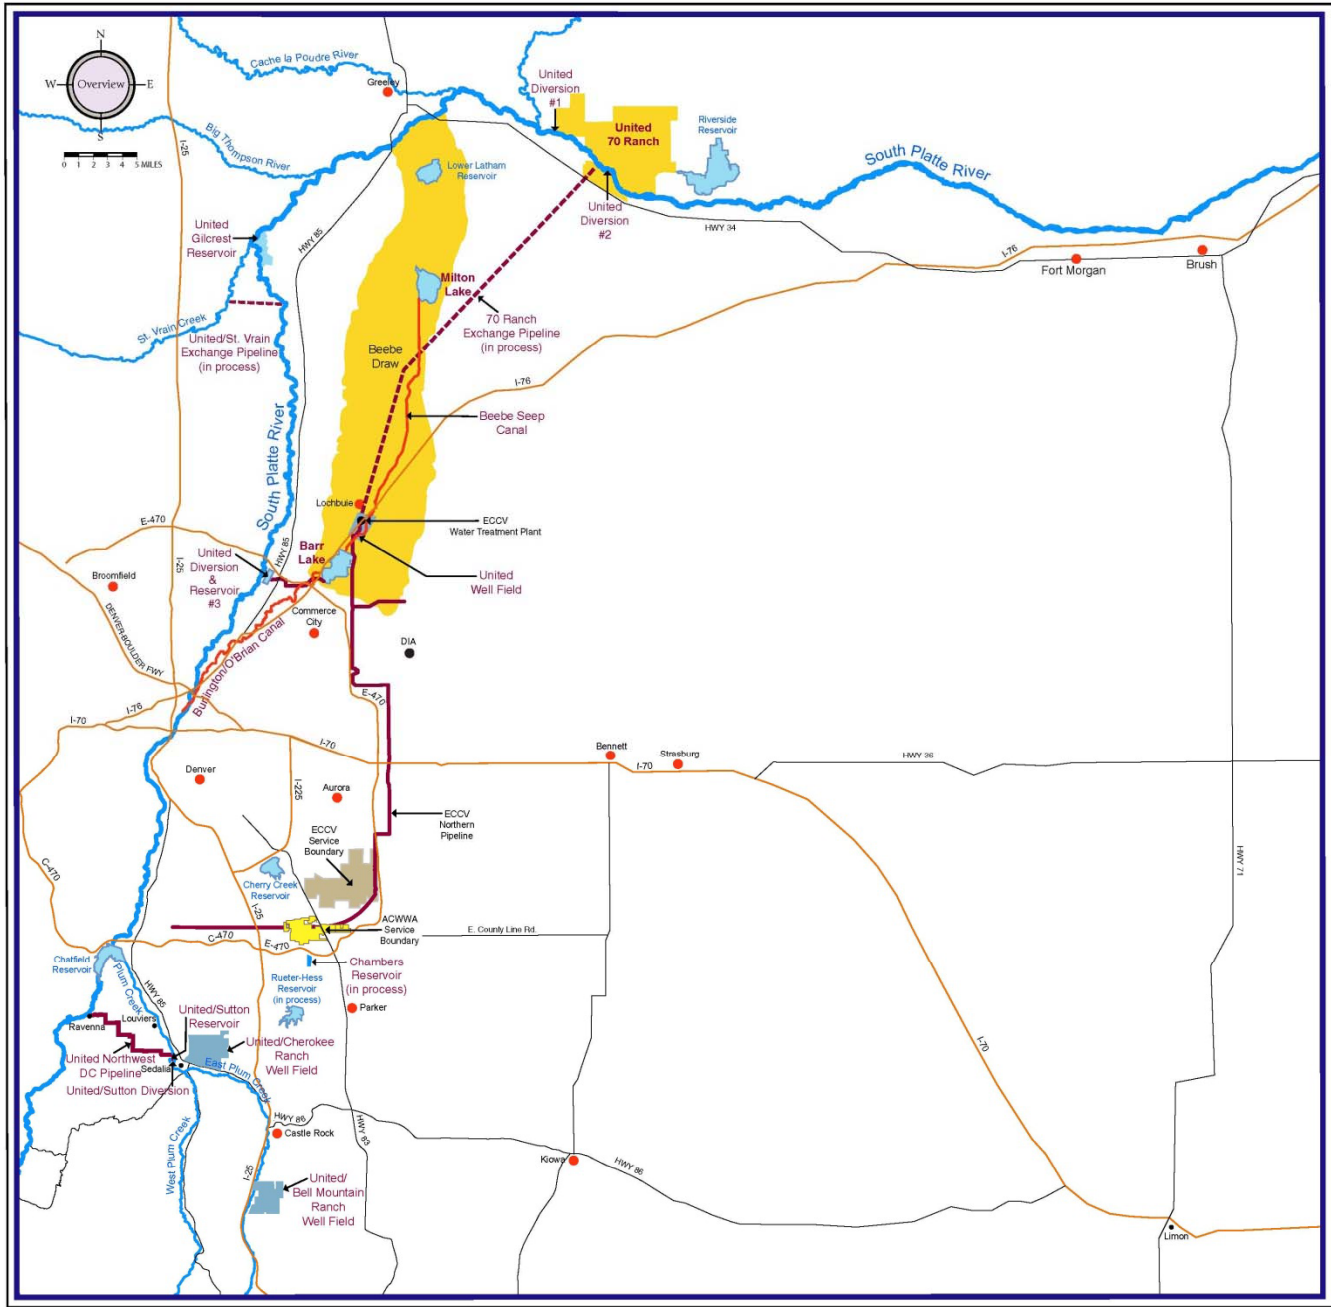 N
W
Overview
E
S
0 1 2 3 4 5 MILES
Cache la Poudre River
Greeley
Big Thompson River
I-25
United
Diversion
#1
United
70 Ranch
Riverside
Reservoir
South Platte River
Lower Latham
Reservoir
United
Gilcrest
Reservoir
HWY 85
United
Diversion
#2
HWY 34
I-76
Fort Morgan
Brush
Milton
Lake
70 Ranch
Exchange Pipeline
(in process)
St. Vrain Creek
United/St. Vrain
Exchange Pipeline
(in process)
Beebe
Draw
I-76
Beebe Seep
Canal
South Platte River
Lochbuie
ECCV
Water Treatment Plant
E-470
HWY 85
Barr
Lake
I-25
United
Diversion
&
Reservoir
#3
United
Well Field
Broomfield
Commerce
City
DENVER-BOULDER FWY
Burlington/O'Brian Canal
DIA
E-470
I-76
I-70
I-70
Bennett
Strasburg
I-70
HWY 36
Denver
I-225
Aurora
ECCV
Northern
Pipeline
ECCV
Service
Boundary
C-470
Cherry Creek
Reservoir
HWY 71
I-25
ACWWA
Service
Boundary
E. County Line Rd.
C-470
E-470
Chatfield
Reservoir
Plum Creek
HWY 85
Chambers
Reservoir
(in process)
Rueter-Hess
Reservoir
(in process)
Parker
United/Sutton
Reservoir
Louviers
Ravenna
United/Cherokee
Ranch
Well Field
United Northwest
DC Pipeline
Sedalia
United/Sutton Diversion
East Plum Creek
I-70
HWY 86
HWY 83
Castle Rock
West Plum Creek
I-25
Kiowa
HWY 86
United/
Bell Mountain
Ranch
Well Field
Limon